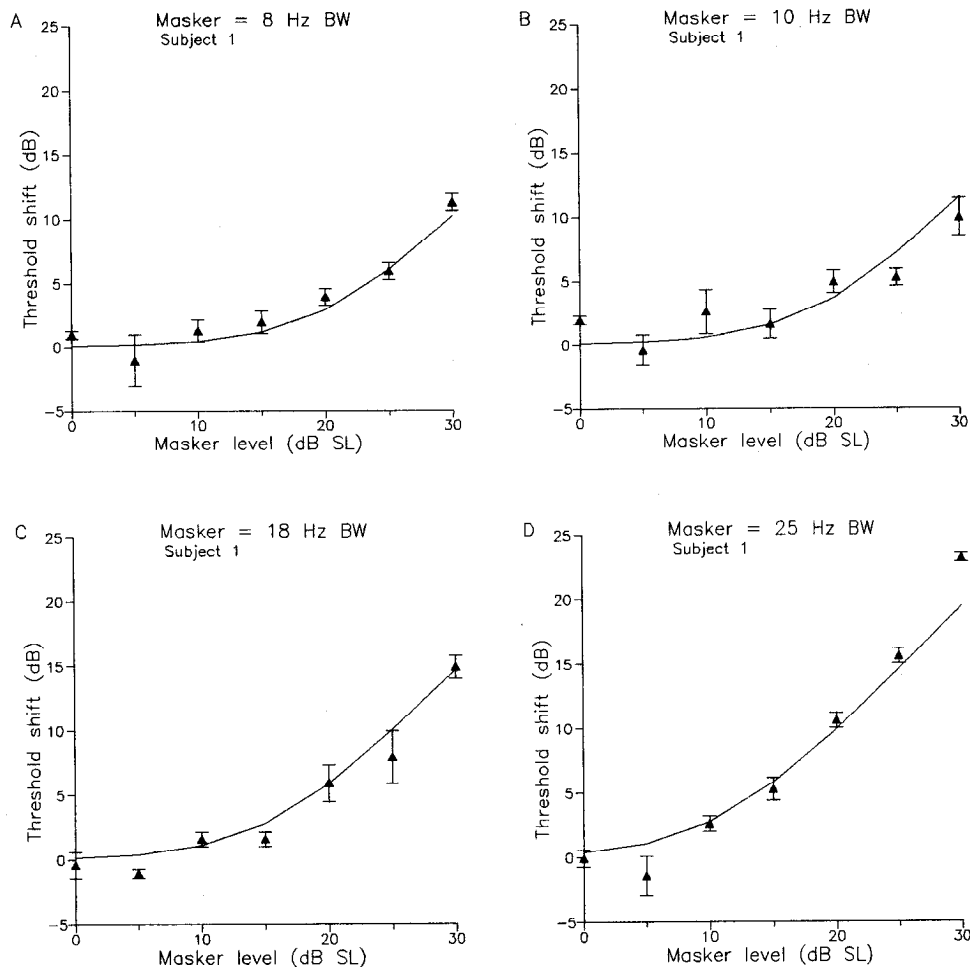 A
Masker = 8 Hz BW
Subject 1
25
20
15
10
5
0
-5
Threshold shift (dB)
0
10
20
30
Masker level (dB SL)
B
Masker = 10 Hz BW
Subject 1
25
20
15
10
5
0
-5
Threshold shift (dB)
0
10
20
30
Masker level (dB SL)
C
Masker = 18 Hz BW
Subject 1
25
20
15
10
5
0
-5
Threshold shift (dB)
0
10
20
30
Masker level (dB SL)
D
Masker = 25 Hz BW
Subject 1
25
20
15
10
5
0
-5
Threshold shift (dB)
0
10
20
30
Masker level (dB SL)